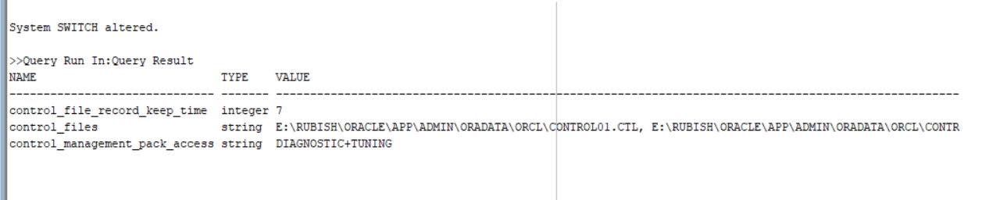 System SWITCH altered.
>>Query Run In:Query Result
NAME                           TYPE    VALUE
------------------------------ ------- ----------------------------------------------------------------------------------------------------
control_file_record_keep_time  integer 7
control_files                  string  E:\RUBISH\ORACLE\APP\ADMIN\ORADATA\ORCL\CONTROL01.CTL, E:\RUBISH\ORACLE\APP\ADMIN\ORADATA\ORCL\CONTR
control_management_pack_access string  DIAGNOSTIC+TUNING